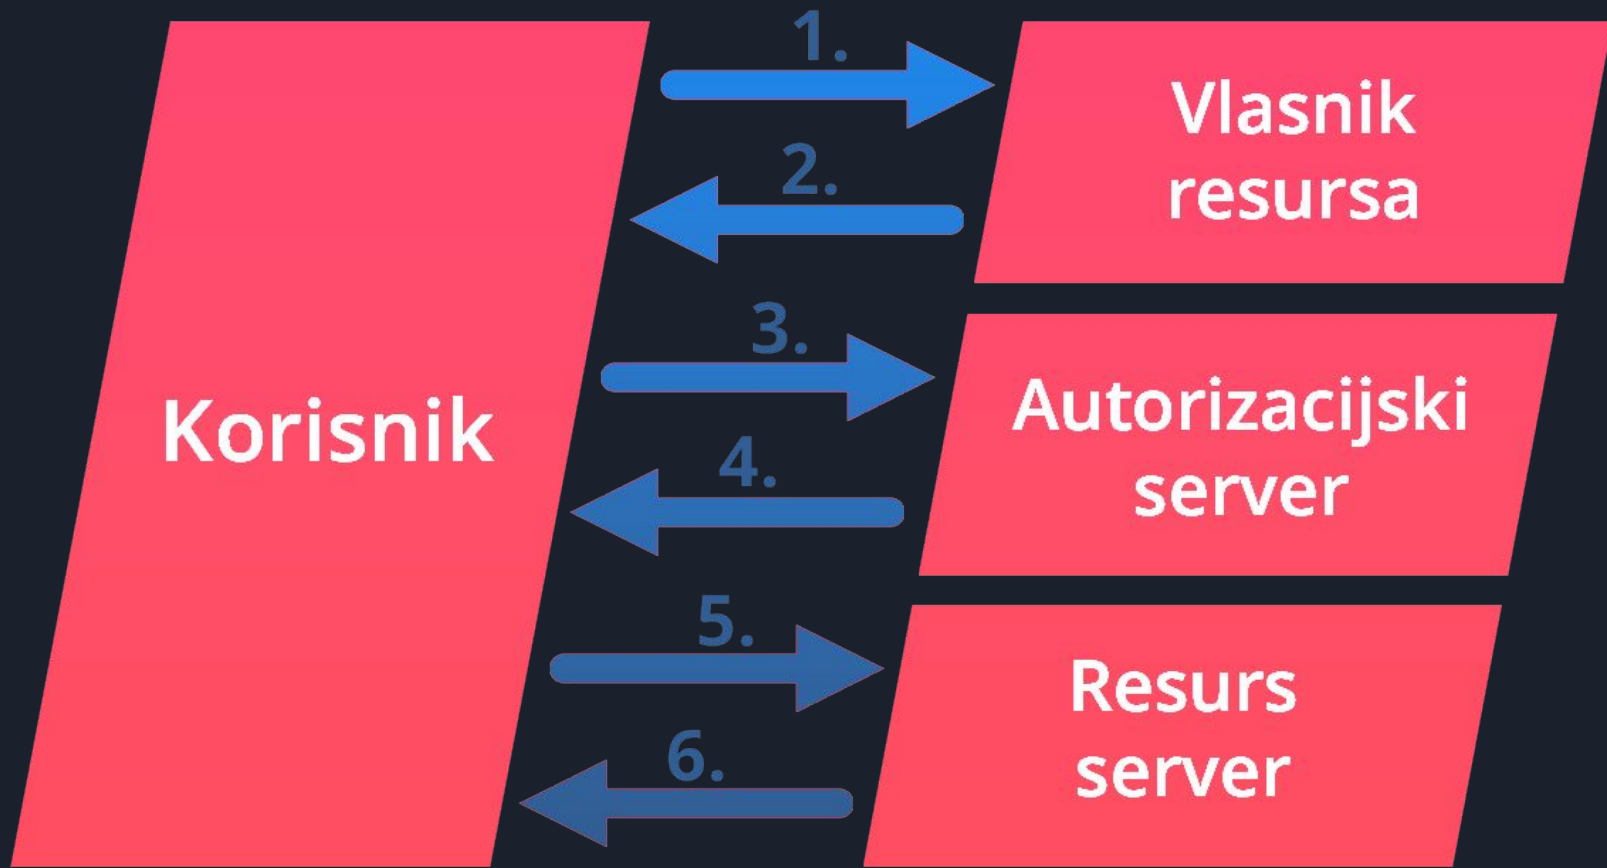 Korisnik
1.
2.
3.
4.
5.
6.
Vlasnik
resursa
Autorizacijski
server
Resurs
server